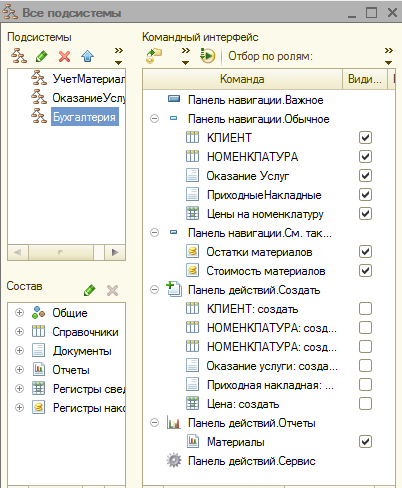 Все подсистемы
Подсистемы
УчетМатериал
ОказаниеУсл
Бухгалтерия
Состав
Общие
Справочники
Документы
Отчеты
Регистры свед
Регистры нако
Командный интерфейс
Отбор по ролям:
Команда
Види...
Панель навигации.Важное
Панель навигации.Обычное
КЛИЕНТ
НОМЕНКЛАТУРА
Оказание Услуг
ПриходныеНакладные
Цены на номенклатуру
Панель навигации.См. так...
Остатки материалов
Стоимость материалов
Панель действий.Создать
КЛИЕНТ: создать
НОМЕНКЛАТУРА: созд...
НОМЕНКЛАТУРА: созд...
Оказание услуги: созда...
Приходная накладная: ...
Цена: создать
Панель действий.Отчеты
Материалы
Панель действий.Сервис